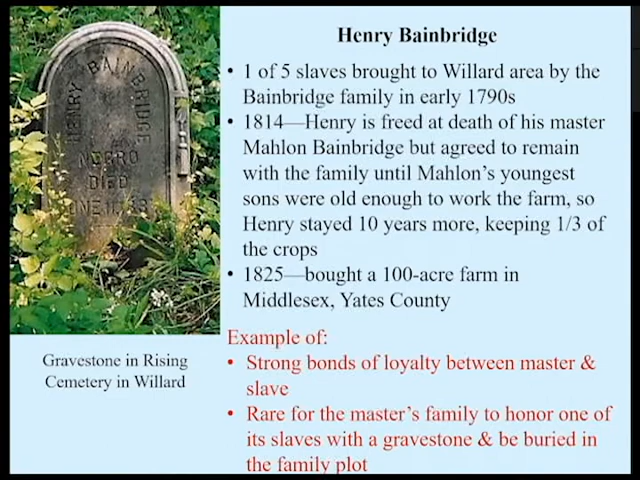 Henry Bainbridge
• 1 of 5 slaves brought to Willard area by the
Bainbridge family in early 1790s
• 1814—Henry is freed at death of his master
Mahlon Bainbridge but agreed to remain
with the family until Mahlon's youngest
sons were old enough to work the farm, so
Henry stayed 10 years more, keeping 1/3 of
the crops
• 1825—bought a 100-acre farm in
Middlesex, Yates County
Example of:
• Strong bonds of loyalty between master &
slave
• Rare for the master's family to honor one of
its slaves with a gravestone & be buried in
the family plot
HENRY BAINBRIDGE
NEGRO
DIED
Gravestone in Rising
Cemetery in Willard